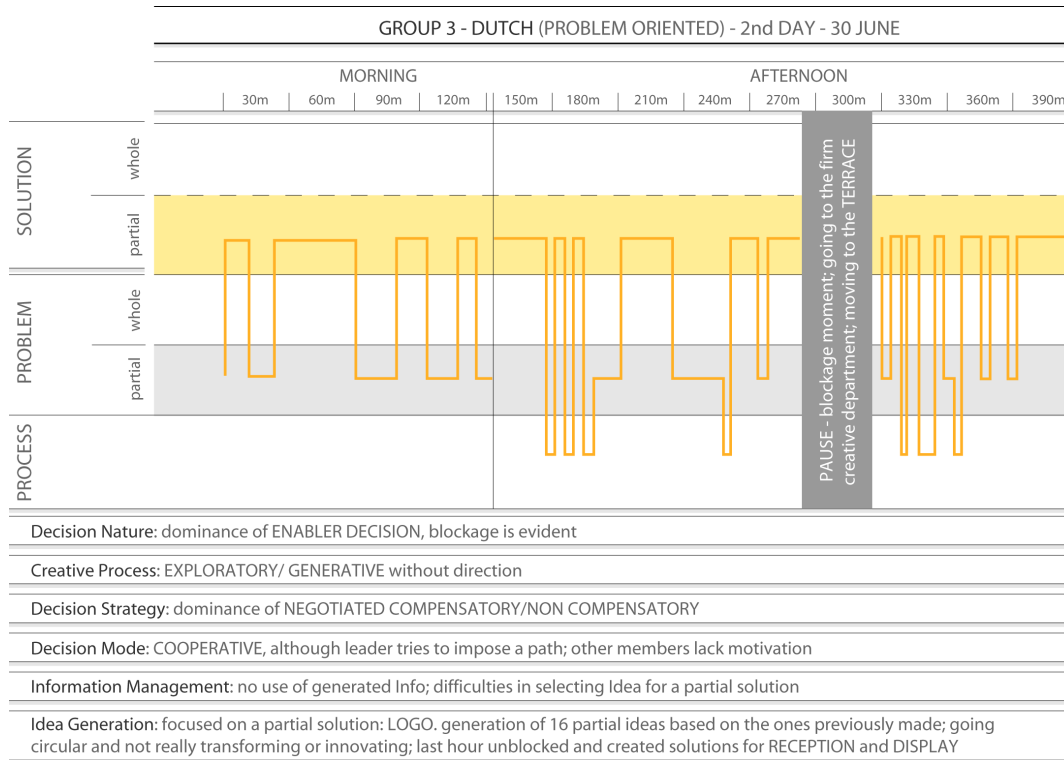 GROUP 3 - DUTCH (PROBLEM ORIENTED) - 2nd DAY - 30 JUNE
MORNING
AFTERNOON
30m 60m 90m 120m 150m 180m 210m 240m 270m 300m 330m 360m 390m
SOLUTION
whole
partial
PROBLEM
whole
partial
PROCESS
PAUSE - blockage moment; going to the firm
creative department; moving to the TERRACE
Decision Nature: dominance of ENABLER DECISION, blockage is evident
Creative Process: EXPLORATORY/ GENERATIVE without direction
Decision Strategy: dominance of NEGOTIATED COMPENSATORY/NON COMPENSATORY
Decision Mode: COOPERATIVE, although leader tries to impose a path; other members lack motivation
Information Management: no use of generated Info; difficulties in selecting Idea for a partial solution
Idea Generation: focused on a partial solution: LOGO. generation of 16 partial ideas based on the ones previously made; going
circular and not really transforming or innovating; last hour unblocked and created solutions for RECEPTION and DISPLAY